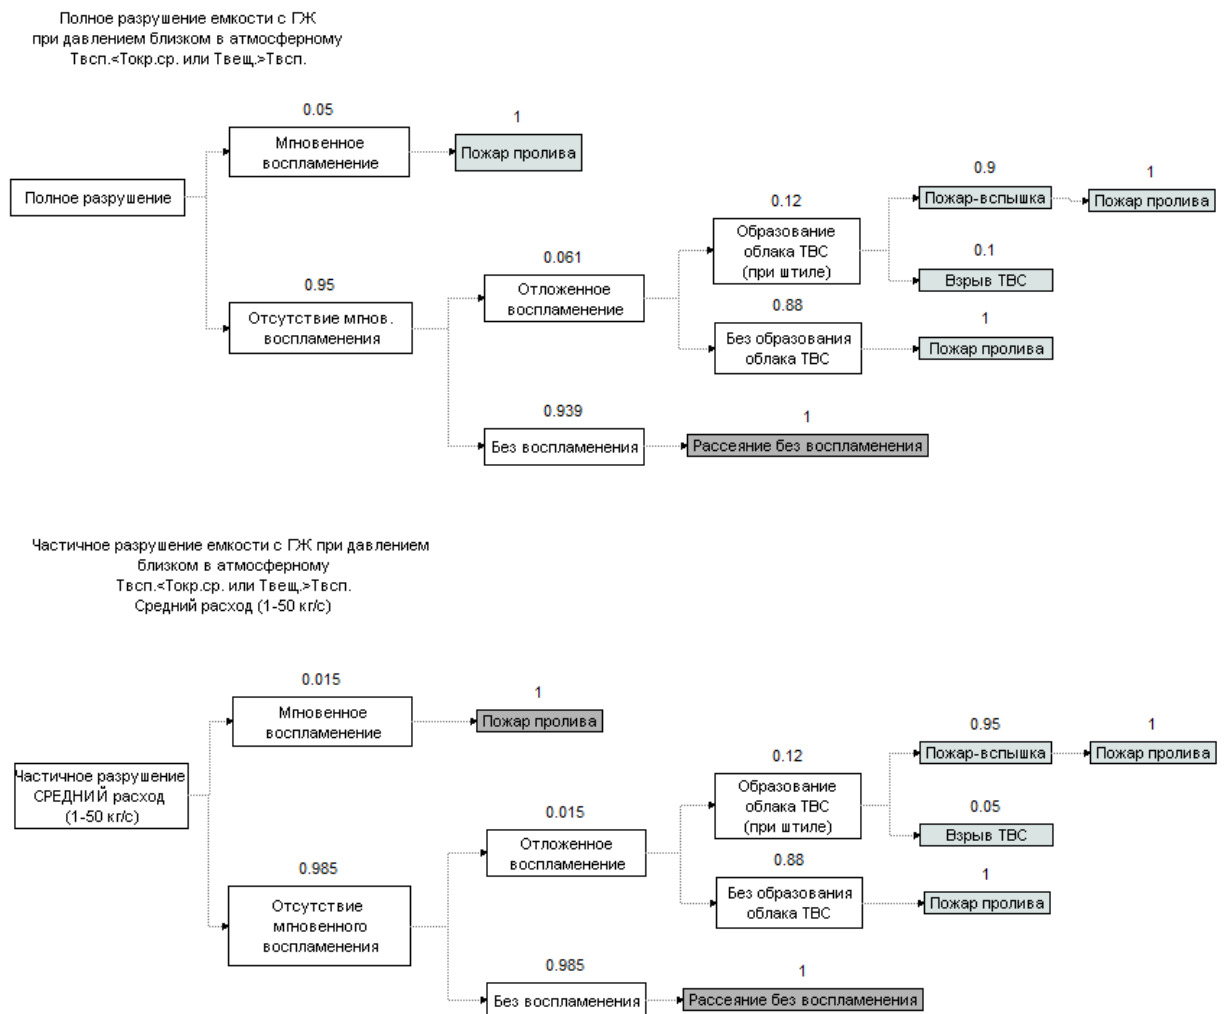 Полное разрушение емкости с ГЖ
при давлением близком в атмосферному
Твсп.<Токр.ср. или Твещ.>Твсп.
0.05
1
Мгновенное
воспламенение
Пожар пролива
Полное разрушение
0.9
1
Пожар-вспышка
Пожар пролива
0.12
Образование
облака ТВС
(при штиле)
0.1
Взрыв ТВС
0.061
Отложенное
воспламенение
0.95
Отсутствие мгнов.
воспламенения
0.88
Без образования
облака ТВС
1
Пожар пролива
0.939
1
Без воспламенения
Рассеяние без воспламенения
Частичное разрушение емкости с ГЖ при давлением
близком в атмосферному
Твсп.<Токр.ср. или Твещ.>Твсп.
Средний расход (1-50 кг/с)
0.015
1
Мгновенное
воспламенение
Пожар пролива
Частичное разрушение
СРЕДНИЙ расход
(1-50 кг/с)
0.95
1
Пожар-вспышка
Пожар пролива
0.12
Образование
облака ТВС
(при штиле)
0.05
Взрыв ТВС
0.015
Отложенное
воспламенение
0.985
Отсутствие
мгновенного
воспламенения
0.88
Без образования
облака ТВС
1
Пожар пролива
0.985
1
Без воспламенения
Рассеяние без воспламенения